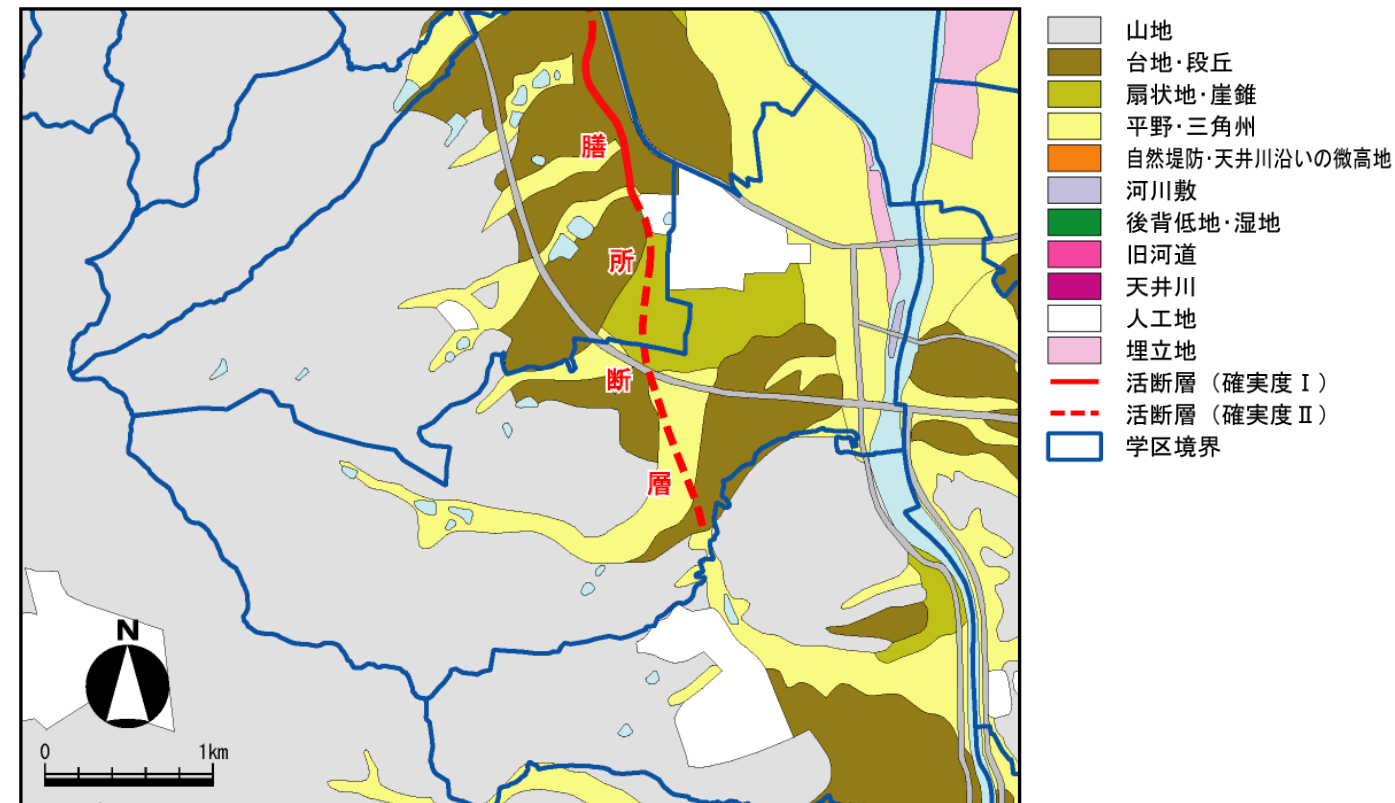 膳
所
断
層
N
0 1km
山地
台地・段丘
扇状地・崖錐
平野・三角州
自然堤防・天井川沿いの微高地
河川敷
後背低地・湿地
旧河道
天井川
人工地
埋立地
活断層（確実度Ⅰ）
活断層（確実度Ⅱ）
学区境界